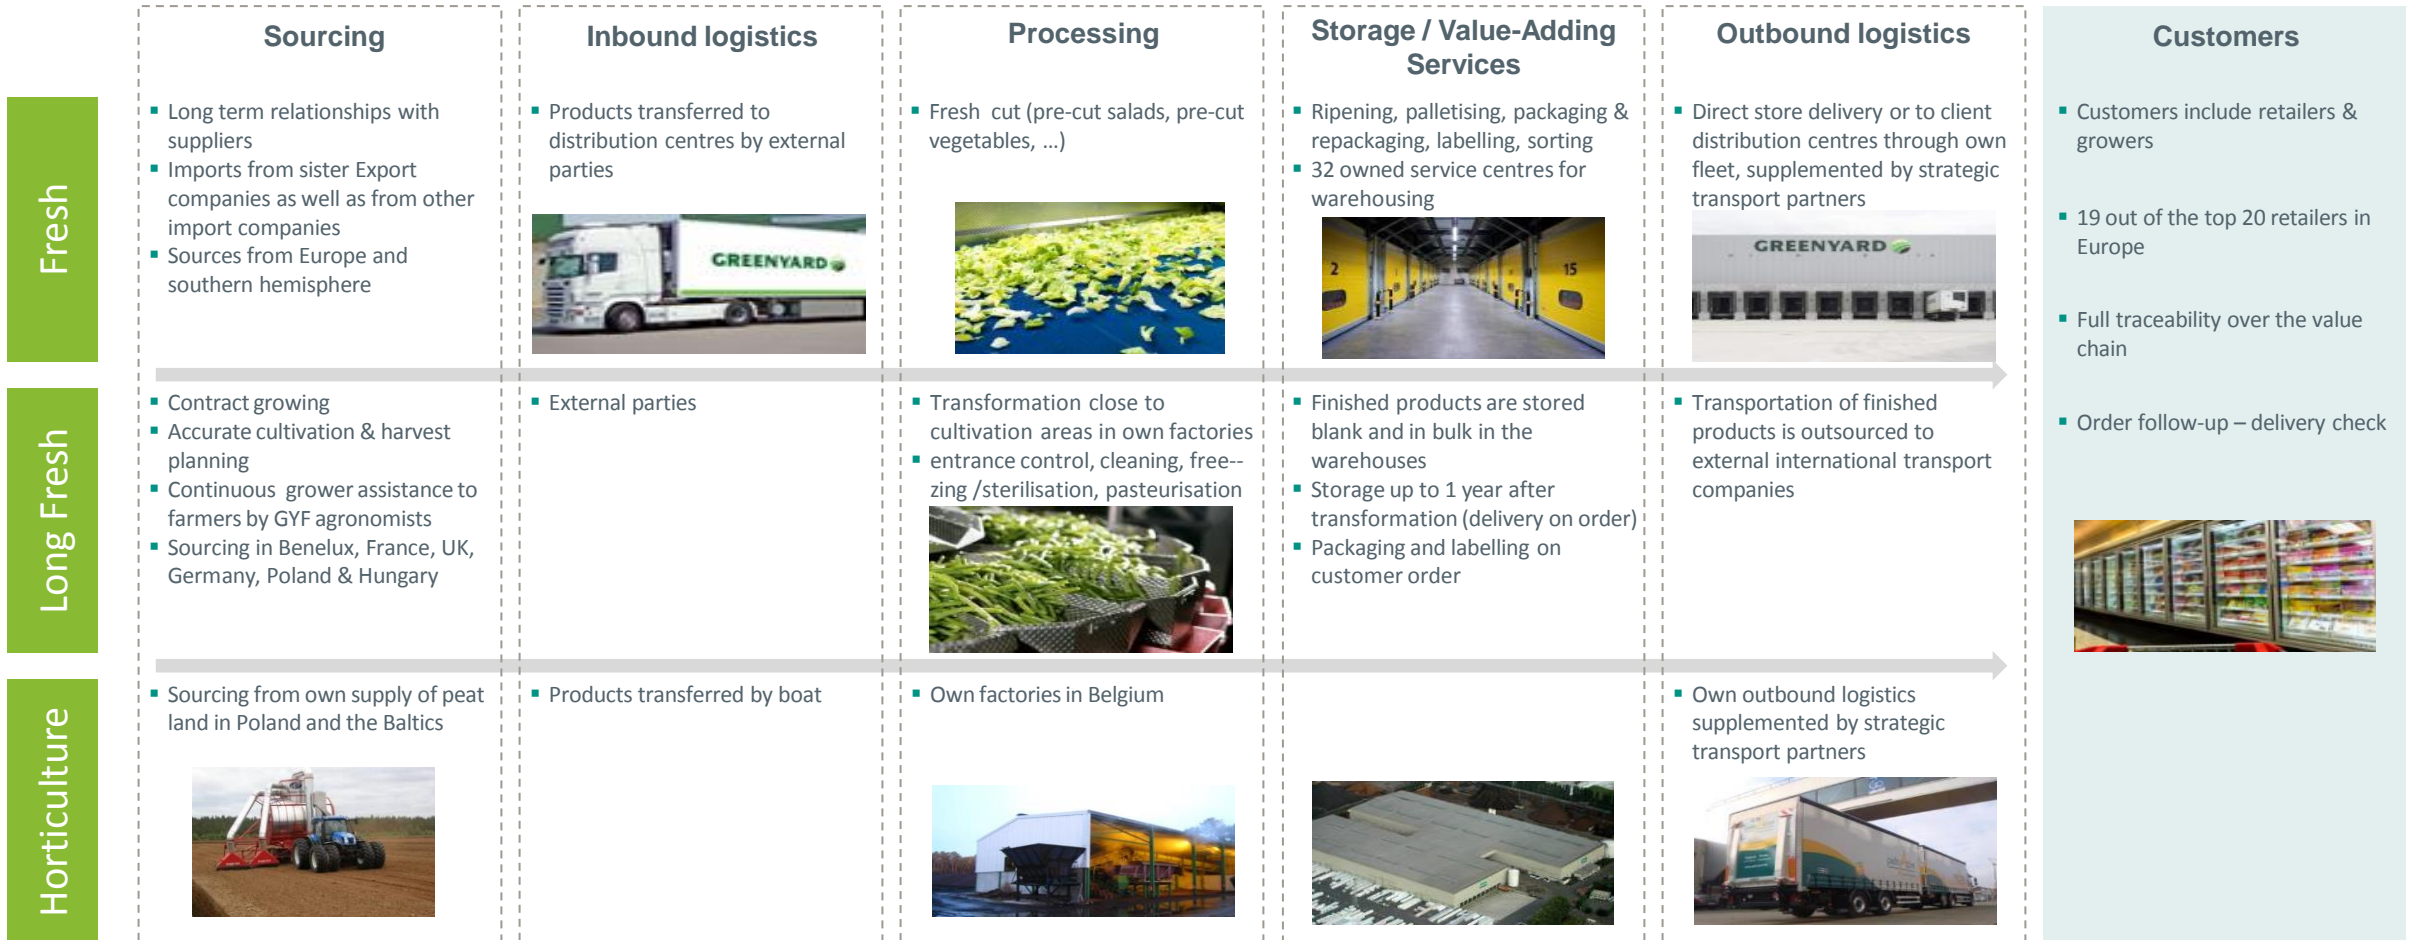 Sourcing
Inbound logistics
Processing
Storage / Value-Adding
Services
Outbound logistics
Customers
Fresh
▪ Long term relationships with
suppliers
▪ Imports from sister Export
companies as well as from other
import companies
▪ Sources from Europe and
southern hemisphere
▪ Products transferred to
distribution centres by external
parties
GREENYARD
▪ Fresh cut (pre-cut salads, pre-cut
vegetables, ...)
▪ Ripening, palletising, packaging &
repackaging, labelling, sorting
▪ 32 owned service centres for
warehousing
2
15
▪ Direct store delivery or to client
distribution centres through own
fleet, supplemented by strategic
transport partners
GREENYARD
▪ Customers include retailers &
growers
▪ 19 out of the top 20 retailers in
Europe
▪ Full traceability over the value
chain
▪ Order follow-up – delivery check
Long Fresh
▪ Contract growing
▪ Accurate cultivation & harvest
planning
▪ Continuous grower assistance to
farmers by GYF agronomists
▪ Sourcing in Benelux, France, UK,
Germany, Poland & Hungary
▪ External parties
▪ Transformation close to
cultivation areas in own factories
▪ entrance control, cleaning, free--
zing /sterilisation, pasteurisation
▪ Finished products are stored
blank and in bulk in the
warehouses
▪ Storage up to 1 year after
transformation (delivery on order)
▪ Packaging and labelling on
customer order
▪ Transportation of finished
products is outsourced to
external international transport
companies
Horticulture
▪ Sourcing from own supply of peat
land in Poland and the Baltics
▪ Products transferred by boat
▪ Own factories in Belgium
▪ Own outbound logistics
supplemented by strategic
transport partners